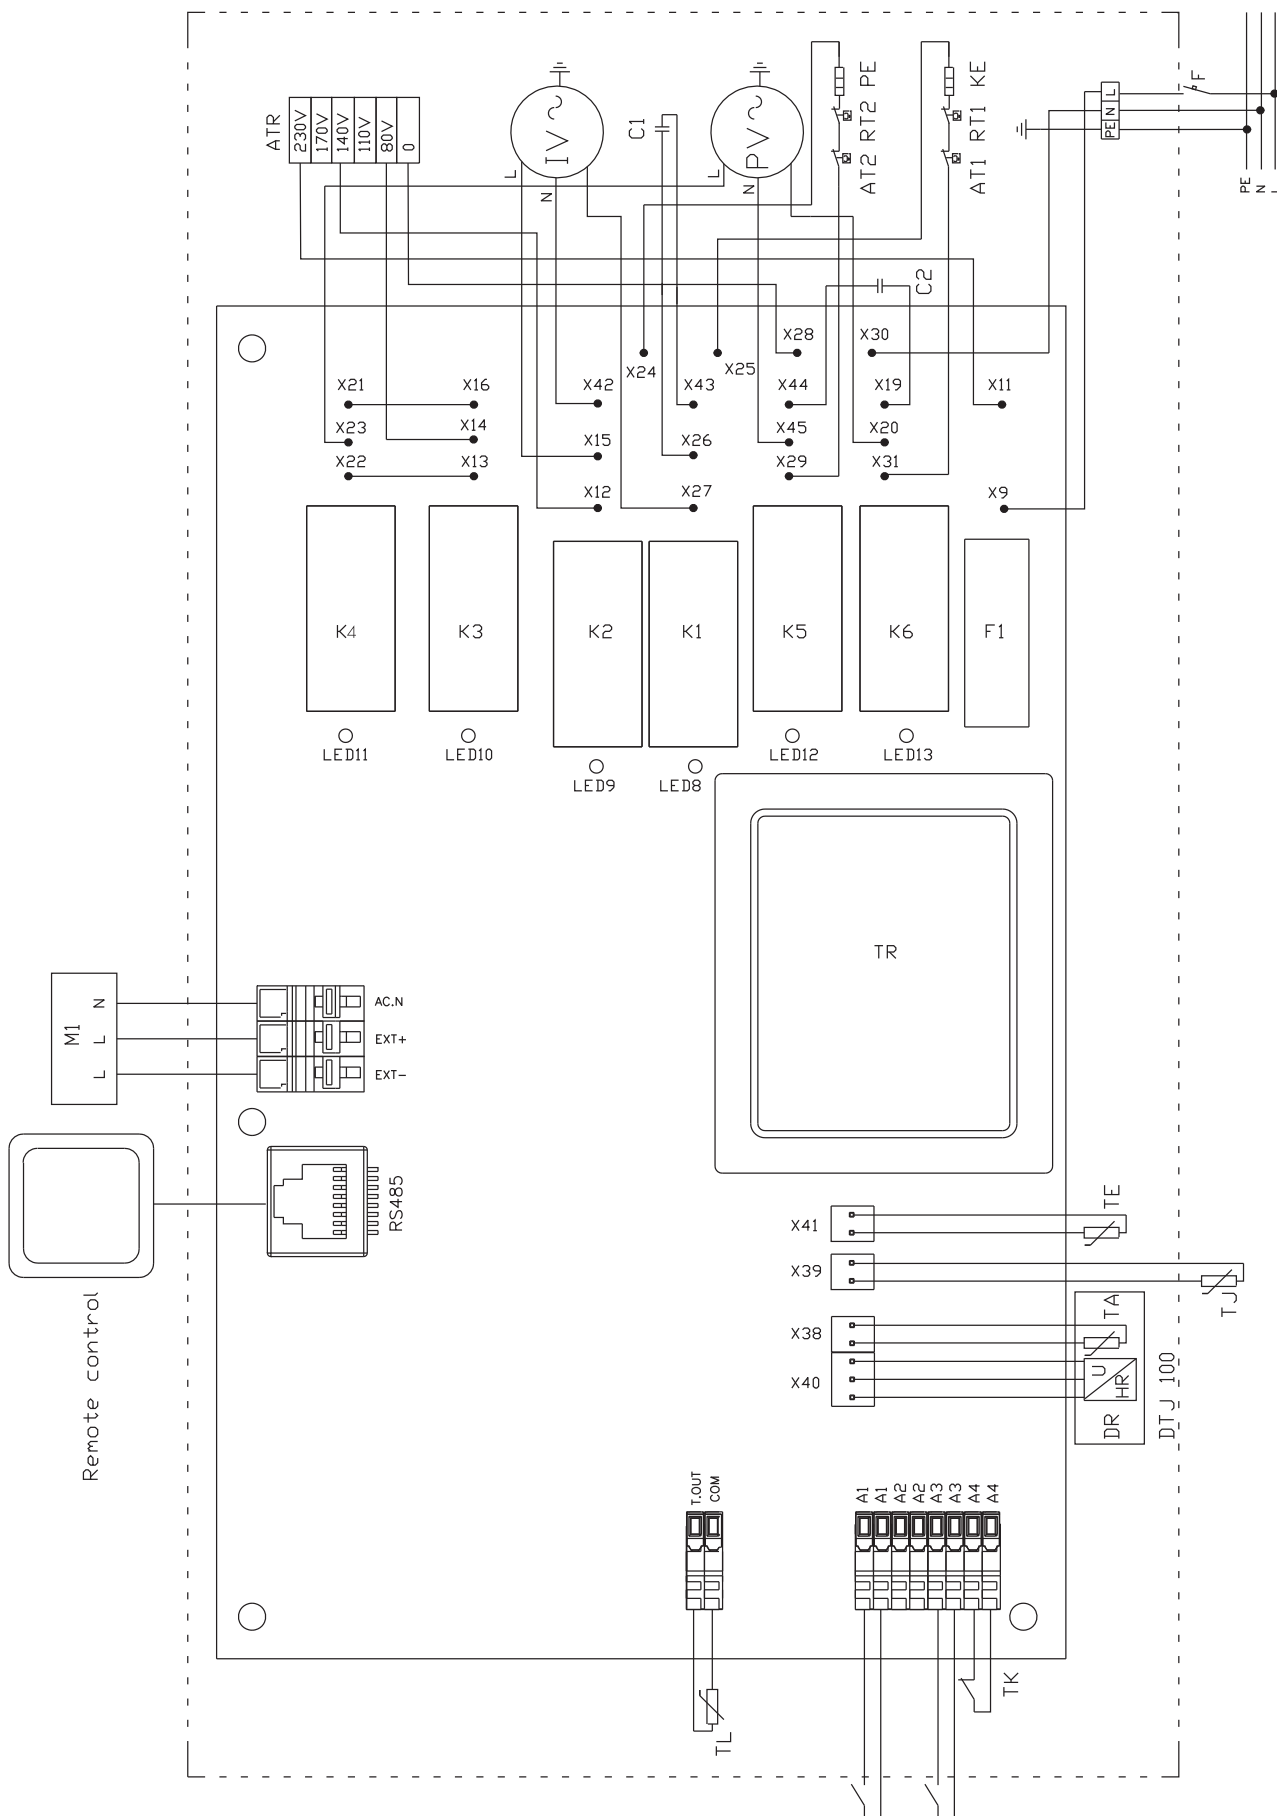 ATR
230V
170V
140V
110V
80V
0
IV
L
N
C1
PV
L
N
AT2 RT2 PE
AT1 RT1 KE
PE N L
F
PE
N
C2
X28
X30
X24
X25
X21
X16
X42
X43
X44
X19
X11
X23
X14
X15
X26
X45
X20
X22
X13
X29
X31
X12
X27
X9
K4
K3
K2
K1
K5
K6
F1
LED11
LED10
LED9
LED8
LED12
LED13
TR
M1
N
L
L
AC.N
EXT+
EXT-
RS485
Remote control
X41
TE
X39
TJ
X38
TA
X40
U
HR
DR
DTJ 100
T.OUT
COM
TL
A1
A1
A2
A2
A3
A3
A4
A4
TK